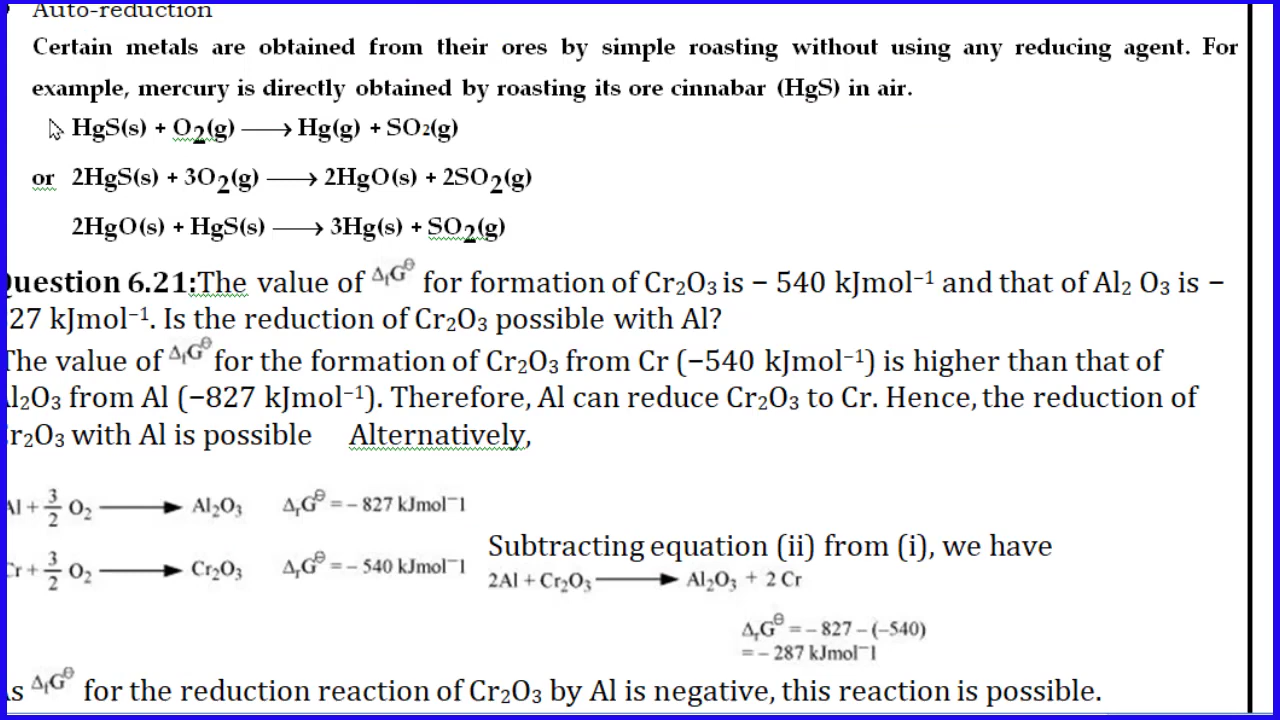 Auto-reduction
Certain metals are obtained from their ores by simple roasting without using any reducing agent. For
example, mercury is directly obtained by roasting its ore cinnabar (HgS) in air.
HgS(s) + O2(g) ⟶ Hg(g) + SO2(g)
or 2HgS(s) + 3O2(g) ⟶ 2HgO(s) + 2SO2(g)
2HgO(s) + HgS(s) ⟶ 3Hg(s) + SO2(g)
uestion 6.21:The value of ΔfG⊖ for formation of Cr2O3 is − 540 kJmol−1 and that of Al2 O3 is −
27 kJmol−1. Is the reduction of Cr2O3 possible with Al?
The value of ΔfG⊖ for the formation of Cr2O3 from Cr (−540 kJmol−1) is higher than that of
l2O3 from Al (−827 kJmol−1). Therefore, Al can reduce Cr2O3 to Cr. Hence, the reduction of
r2O3 with Al is possible Alternatively,
Al + 3/2 O2 ⟶ Al2O3 ΔfG⊖ = − 827 kJmol−1
Cr + 3/2 O2 ⟶ Cr2O3 ΔfG⊖ = − 540 kJmol−1
Subtracting equation (ii) from (i), we have
2Al + Cr2O3 ⟶ Al2O3 + 2 Cr
ΔfG⊖ = − 827 − (−540)
= − 287 kJmol−1
s ΔfG⊖ for the reduction reaction of Cr2O3 by Al is negative, this reaction is possible.